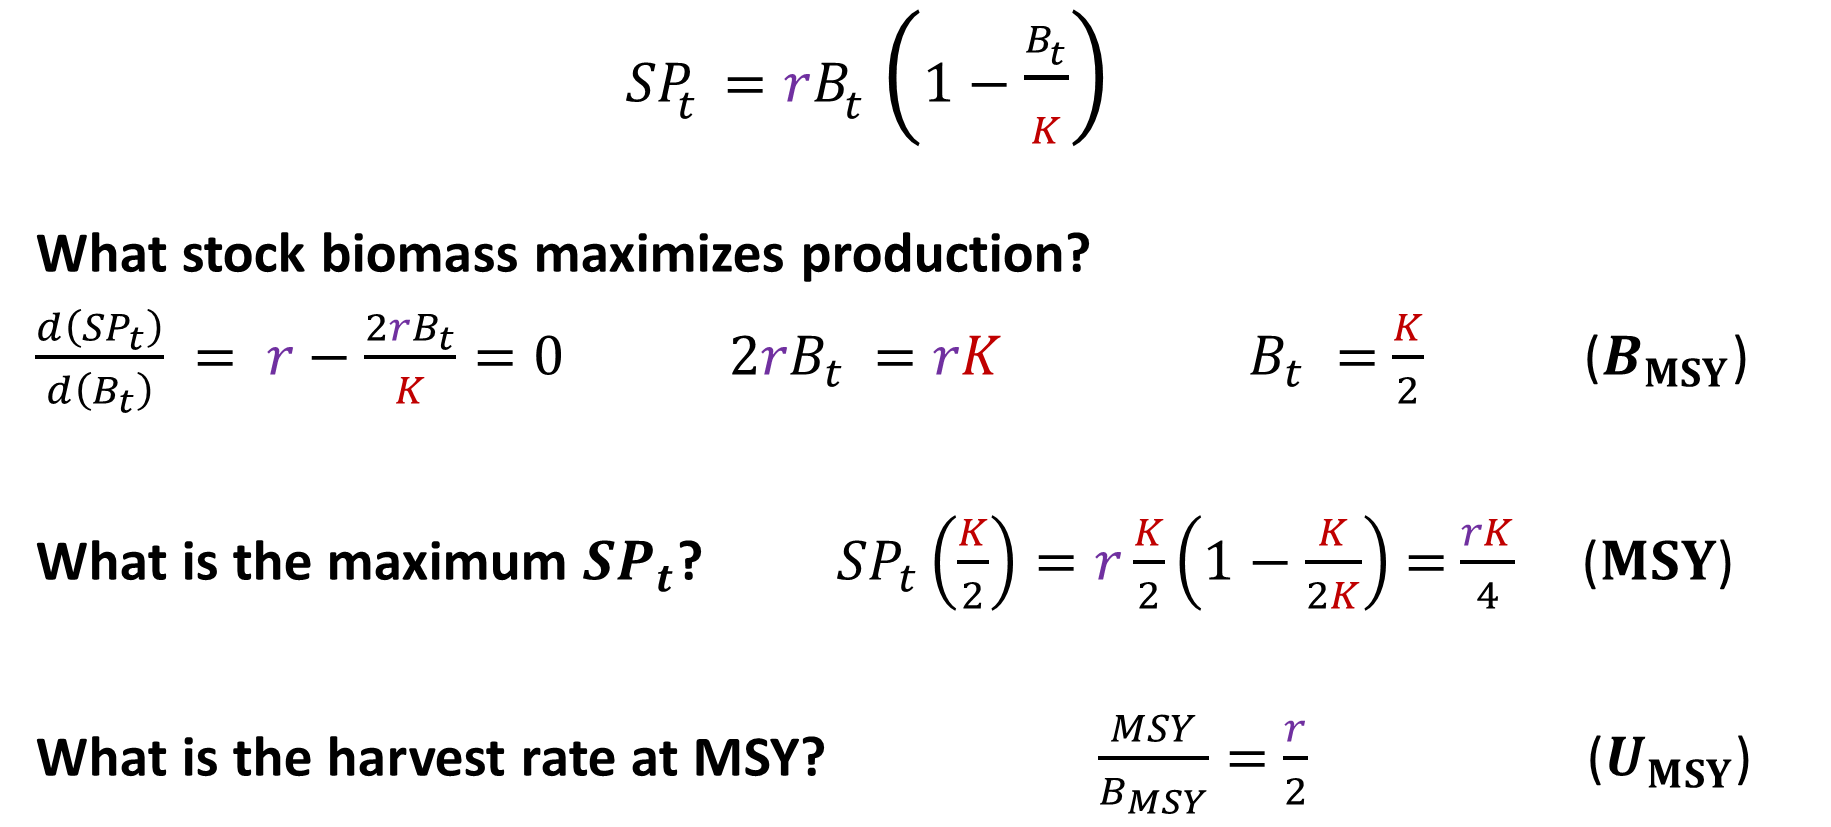 SP_t = rB_t (1 − B_t/K)
What stock biomass maximizes production?
d(SP_t)/d(B_t) = r − 2rB_t/K = 0 2rB_t = rK B_t = K/2 (B_MSY)
What is the maximum SP_t? SP_t (K/2) = r K/2 (1 − K/2K) = rK/4 (MSY)
What is the harvest rate at MSY? MSY/B_MSY = r/2 (U_MSY)